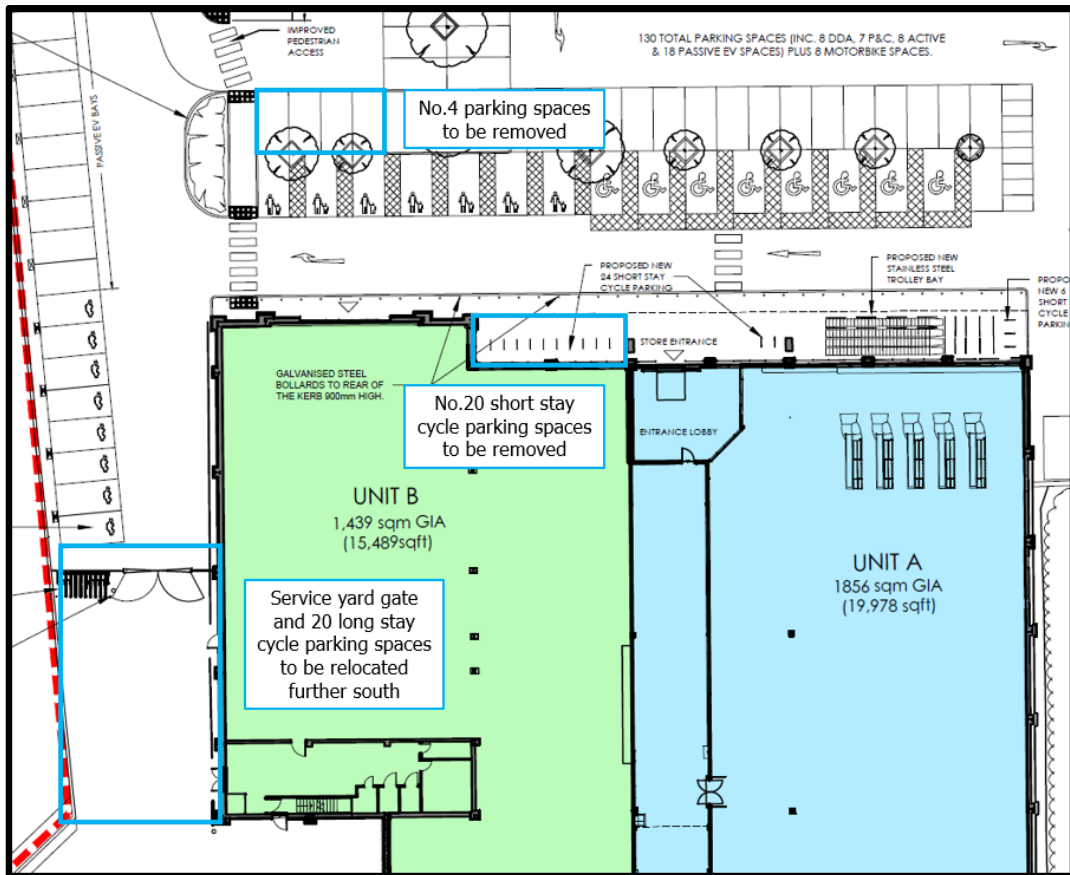 IMPROVED
PEDESTRIAN
ACCESS
130 TOTAL PARKING SPACES (INC. 8 DDA, 7 P&C, 8 ACTIVE
& 18 PASSIVE EV SPACES) PLUS 8 MOTORBIKE SPACES.
PASSIVE EV BAYS
No.4 parking spaces
to be removed
PROPOSED NEW
24 SHORT STAY
CYCLE PARKING
PROPOSED NEW
STAINLESS STEEL
TROLLEY BAY
PROPO
NEW 6
SHORT
CYCLE
PARKIN
STORE ENTRANCE
GALVANISED STEEL
BOLLARDS TO REAR OF
THE KERB 900mm HIGH.
No.20 short stay
cycle parking spaces
to be removed
ENTRANCE LOBBY
UNIT B
1,439 sqm GIA
(15,489sqft)
UNIT A
1856 sqm GIA
(19,978 sqft)
Service yard gate
and 20 long stay
cycle parking spaces
to be relocated
further south